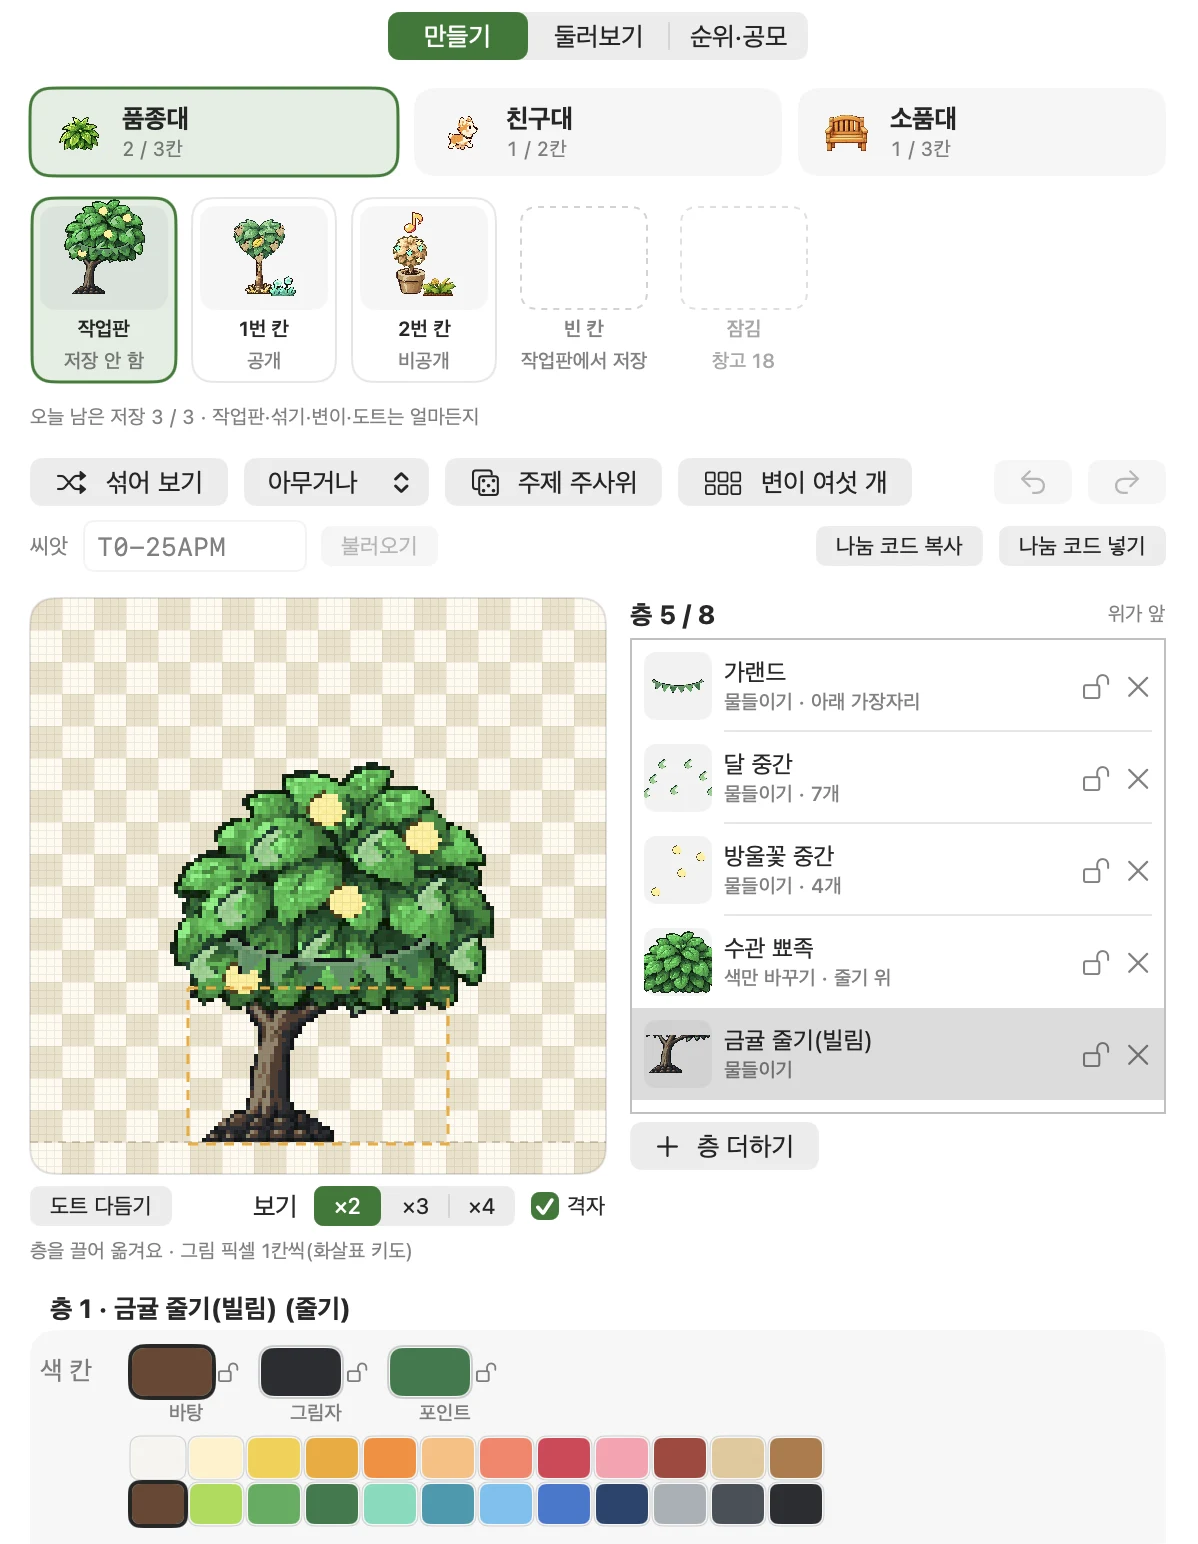 만들기 둘러보기 순위·공모
품종대
2 / 3칸
친구대
1 / 2칸
소품대
1 / 3칸
작업판
저장 안 함
1번 칸
공개
2번 칸
비공개
빈 칸
작업판에서 저장
잠김
창고 18
오늘 남은 저장 3 / 3 · 작업판·섞기·변이·도트는 얼마든지
섞어 보기 아무거나 주제 주사위 변이 여섯 개
씨앗 T0-25APM 불러오기 나눔 코드 복사 나눔 코드 넣기
층 5 / 8 위가 앞
가랜드
물들이기 · 아래 가장자리
달 중간
물들이기 · 7개
방울꽃 중간
물들이기 · 4개
수관 뾰족
색만 바꾸기 · 줄기 위
금귤 줄기(빌림)
물들이기
+ 층 더하기
도트 다듬기 보기 ×2 ×3 ×4 격자
층을 끌어 옮겨요 · 그림 픽셀 1칸씩(화살표 키도)
층 1 · 금귤 줄기(빌림) (줄기)
색 칸
바탕 그림자 포인트